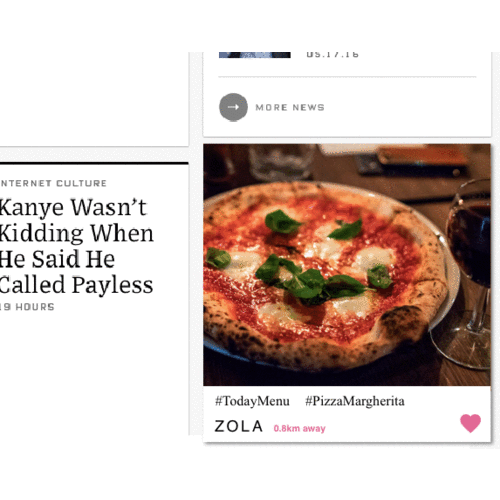 05.17.16
MORE NEWS
NTERNET CULTURE
Kanye Wasn't
Kidding When
He Said He
Called Payless
19 HOURS
#TodayMenu #PizzaMargherita
ZOLA 0.8km away